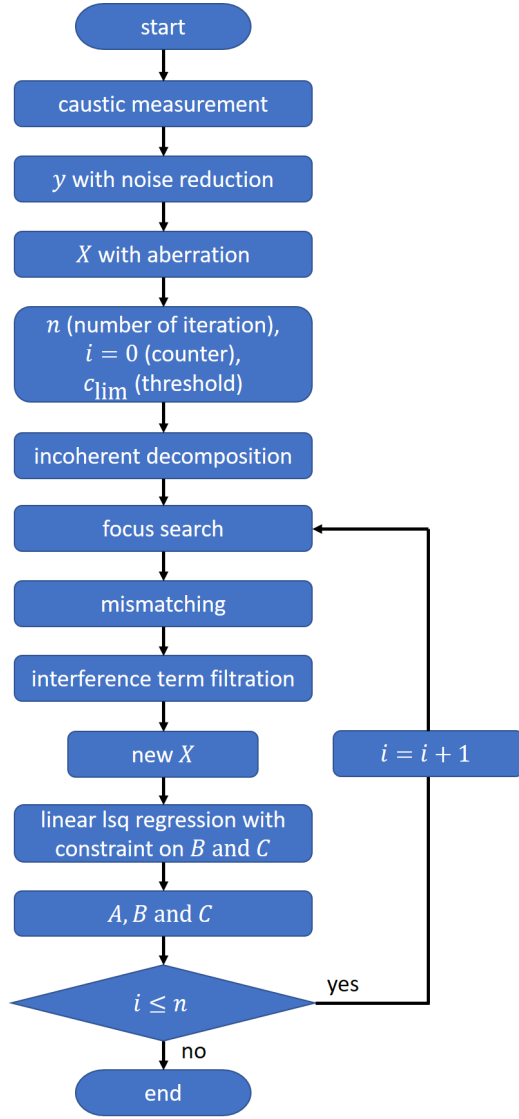 start
caustic measurement
y with noise reduction
X with aberration
n (number of iteration),
i = 0 (counter),
c_lim (threshold)
incoherent decomposition
focus search
mismatching
interference term filtration
new X
i = i + 1
linear lsq regression with
constraint on B and C
A, B and C
i ≤ n
yes
no
end